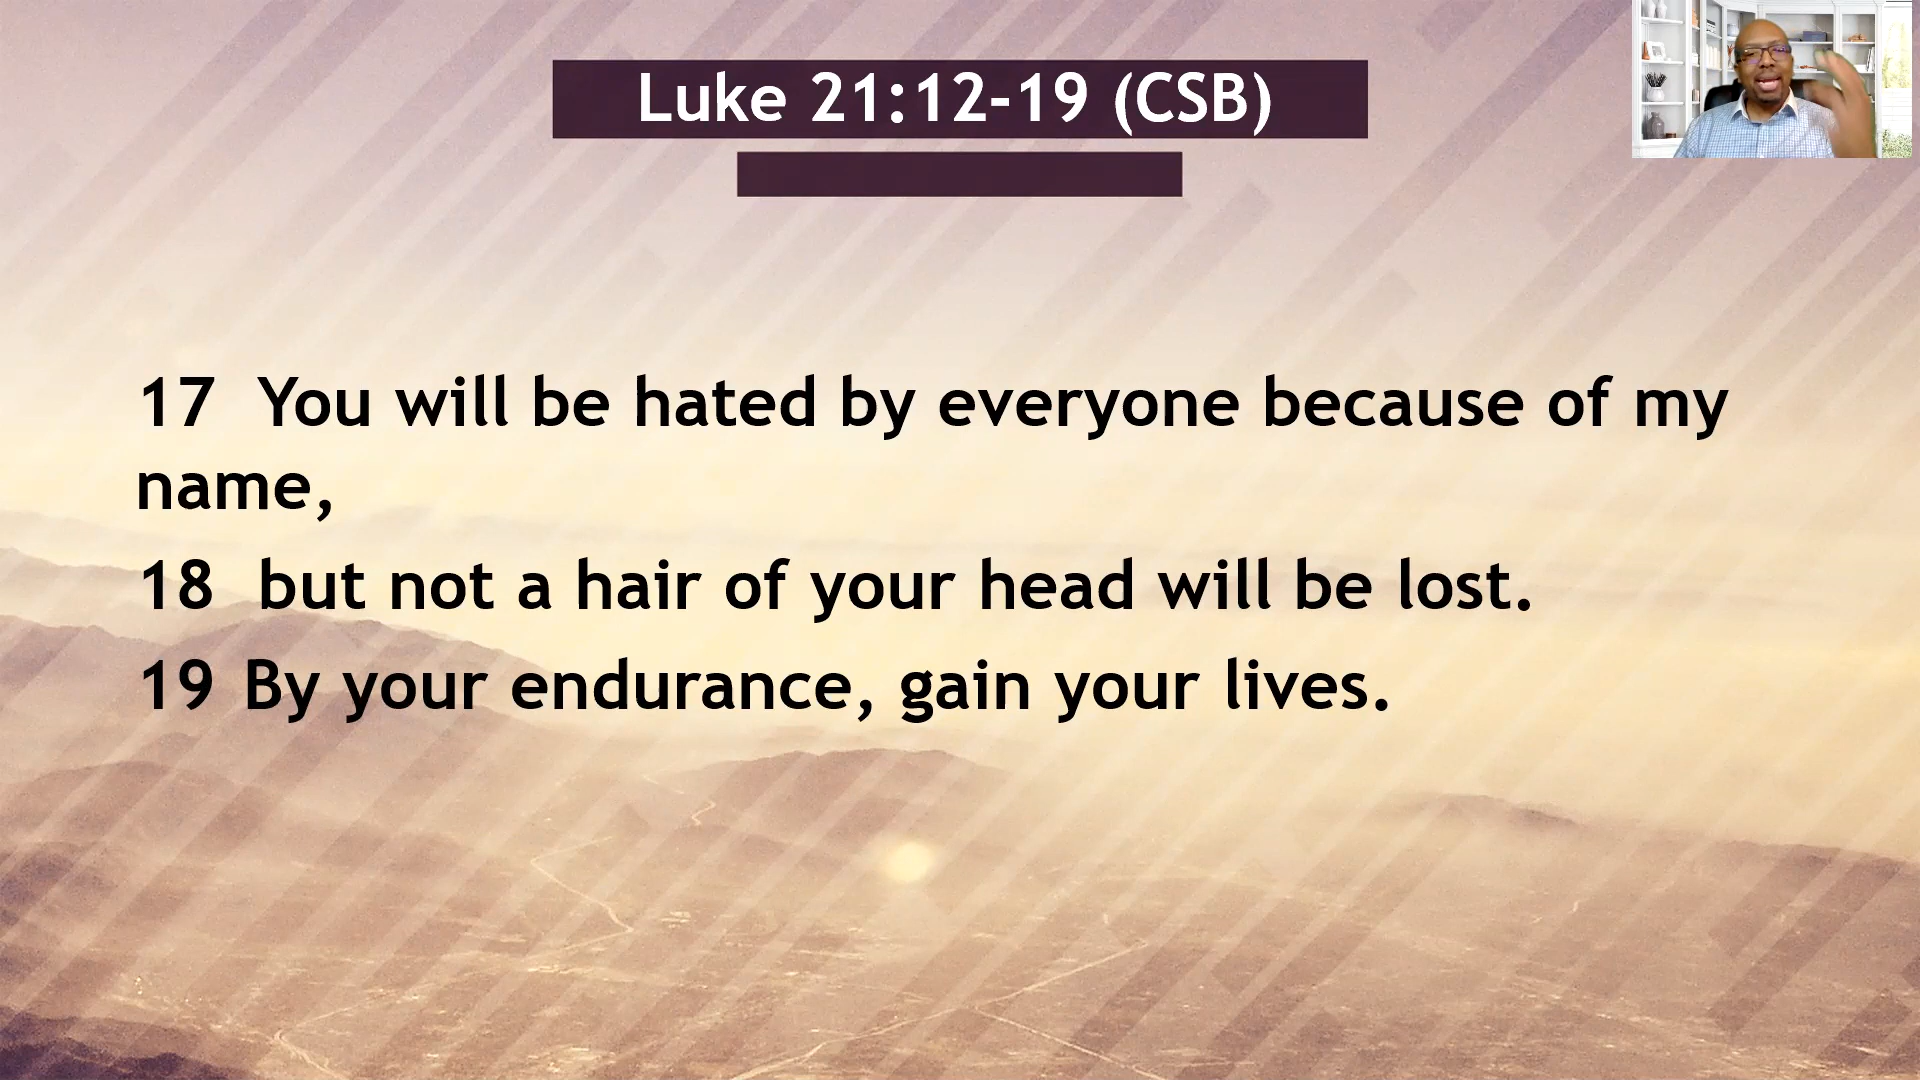 Luke 21:12-19 (CSB)
17 You will be hated by everyone because of my
name,
18 but not a hair of your head will be lost.
19 By your endurance, gain your lives.